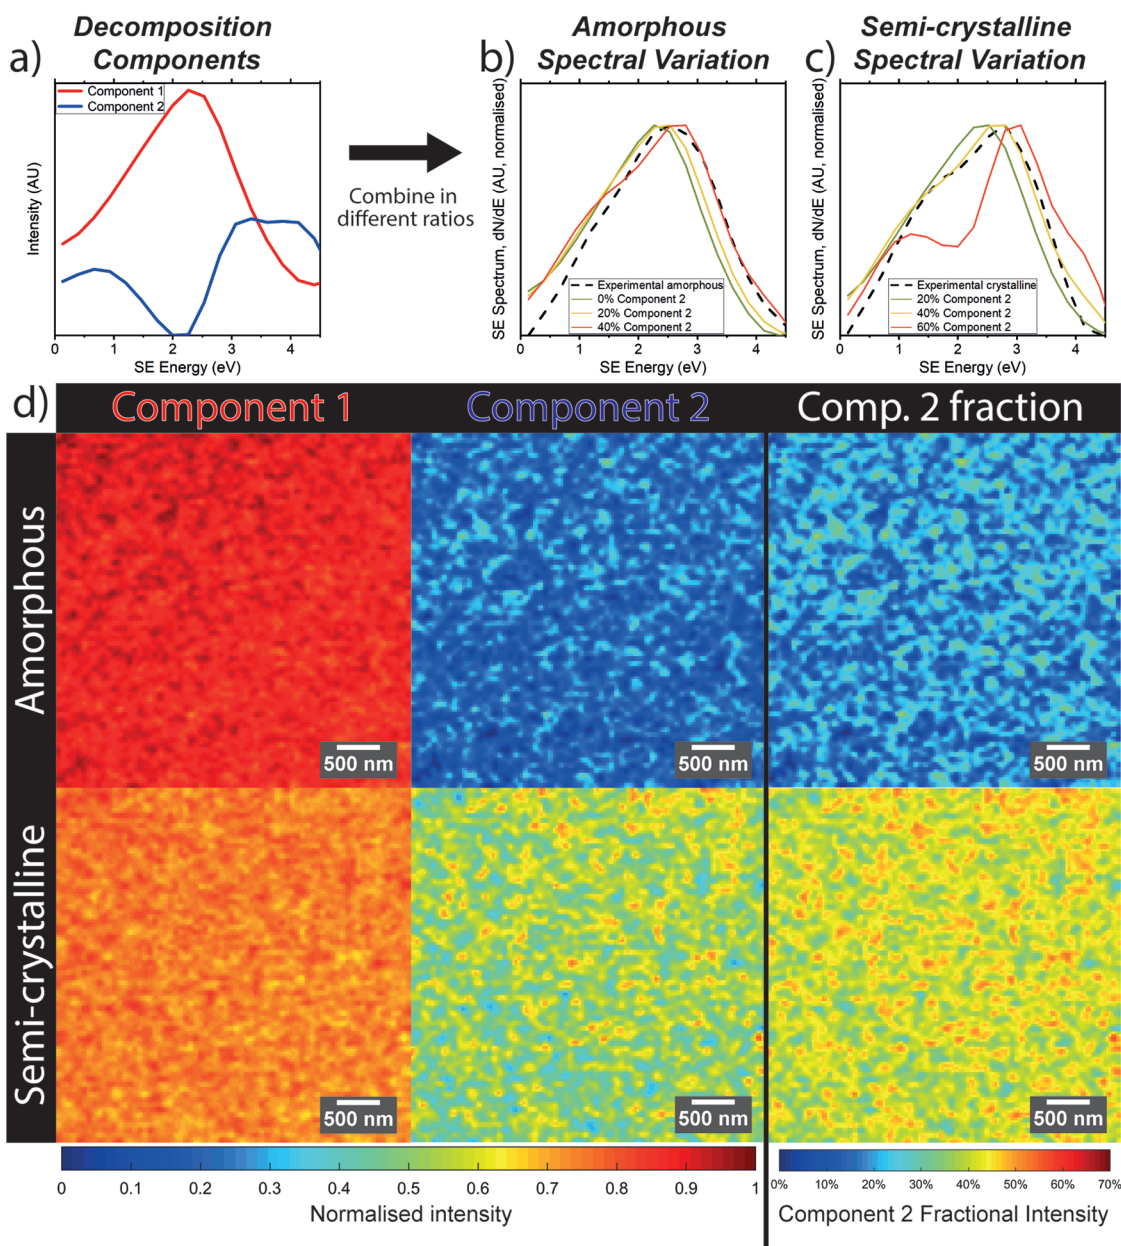 Decomposition
Components
Amorphous
Spectral Variation
Semi-crystalline
Spectral Variation
a)
b)
c)
Component 1
Component 2
Intensity (AU)
0 1 2 3 4
SE Energy (eV)
Combine in
different ratios
SE Spectrum, dN/dE (AU, normalised)
Experimental amorphous
0% Component 2
20% Component 2
40% Component 2
0 1 2 3 4
SE Energy (eV)
SE Spectrum, dN/dE (AU, normalised)
Experimental crystalline
20% Component 2
40% Component 2
60% Component 2
0 1 2 3 4
SE Energy (eV)
d)
Component 1
Component 2
Comp. 2 fraction
Amorphous
500 nm
500 nm
500 nm
Semi-crystalline
500 nm
500 nm
500 nm
0 0.1 0.2 0.3 0.4 0.5 0.6 0.7 0.8 0.9 1
Normalised intensity
0% 10% 20% 30% 40% 50% 60% 70%
Component 2 Fractional Intensity